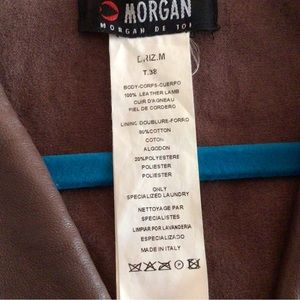 MORGAN
MORGAN DE TOI
T.38
BODY-CORPS-CUERPO
100% LEATHER LAMB
CUIR D'AGNEAU
PIEL DE CORDERO
LINING DOUBLURE-FORRO
80%COTTON
COTON
ALGODON
20%POLYESTERE
POLIESTER
POLIESTER
ONLY
SPECIALIZED LAUNDRY
NETTOYAGE PAR
SPECIALISTES
LIMPIAR POR LAVANDERIA
ESPECIALIZADO
MADE IN ITALY